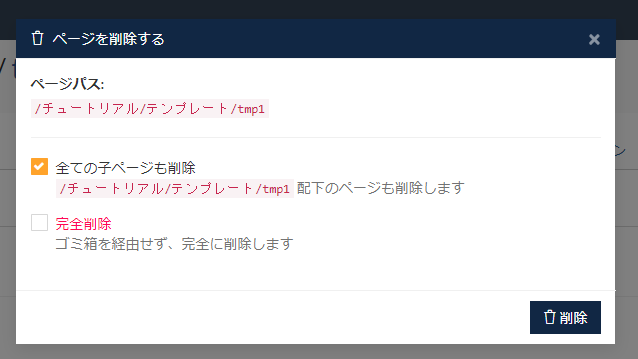 ページを削除する
ページパス:
/チュートリアル/テンプレート/tmp1
全ての子ページも削除
/チュートリアル/テンプレート/tmp1 配下のページも削除します
完全削除
ゴミ箱を経由せず、完全に削除します
削除